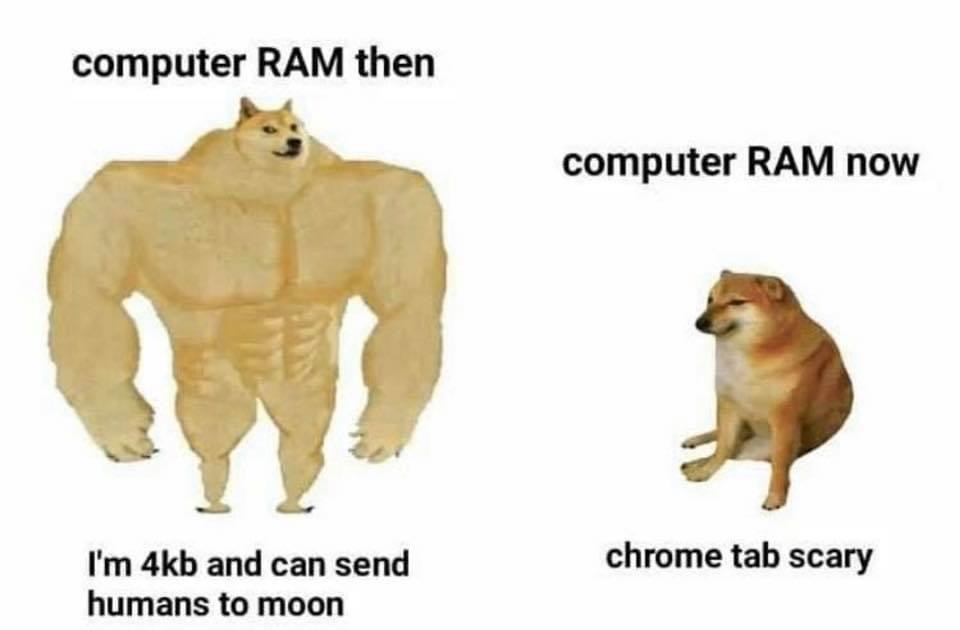 computer RAM then
computer RAM now
I'm 4kb and can send
humans to moon
chrome tab scary